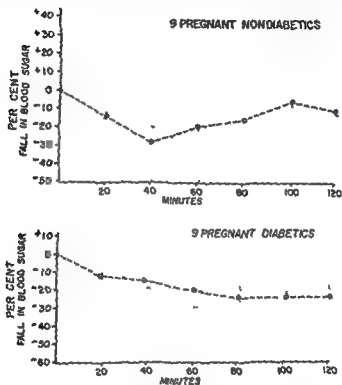 +40
9 PREGNANT NONDIABETICS
+30
+20
+10
0
-10
-20
-30
-40
-50
PER CENT
FALL IN BLOOD SUGAR
20 40 60 80 100 120
MINUTES
+10
9 PREGNANT DIABETICS
0
-10
-20
-30
-40
-50
-60
PER CENT
FALL IN BLOOD SUGAR
20 40 60 80 100 120
MINUTES